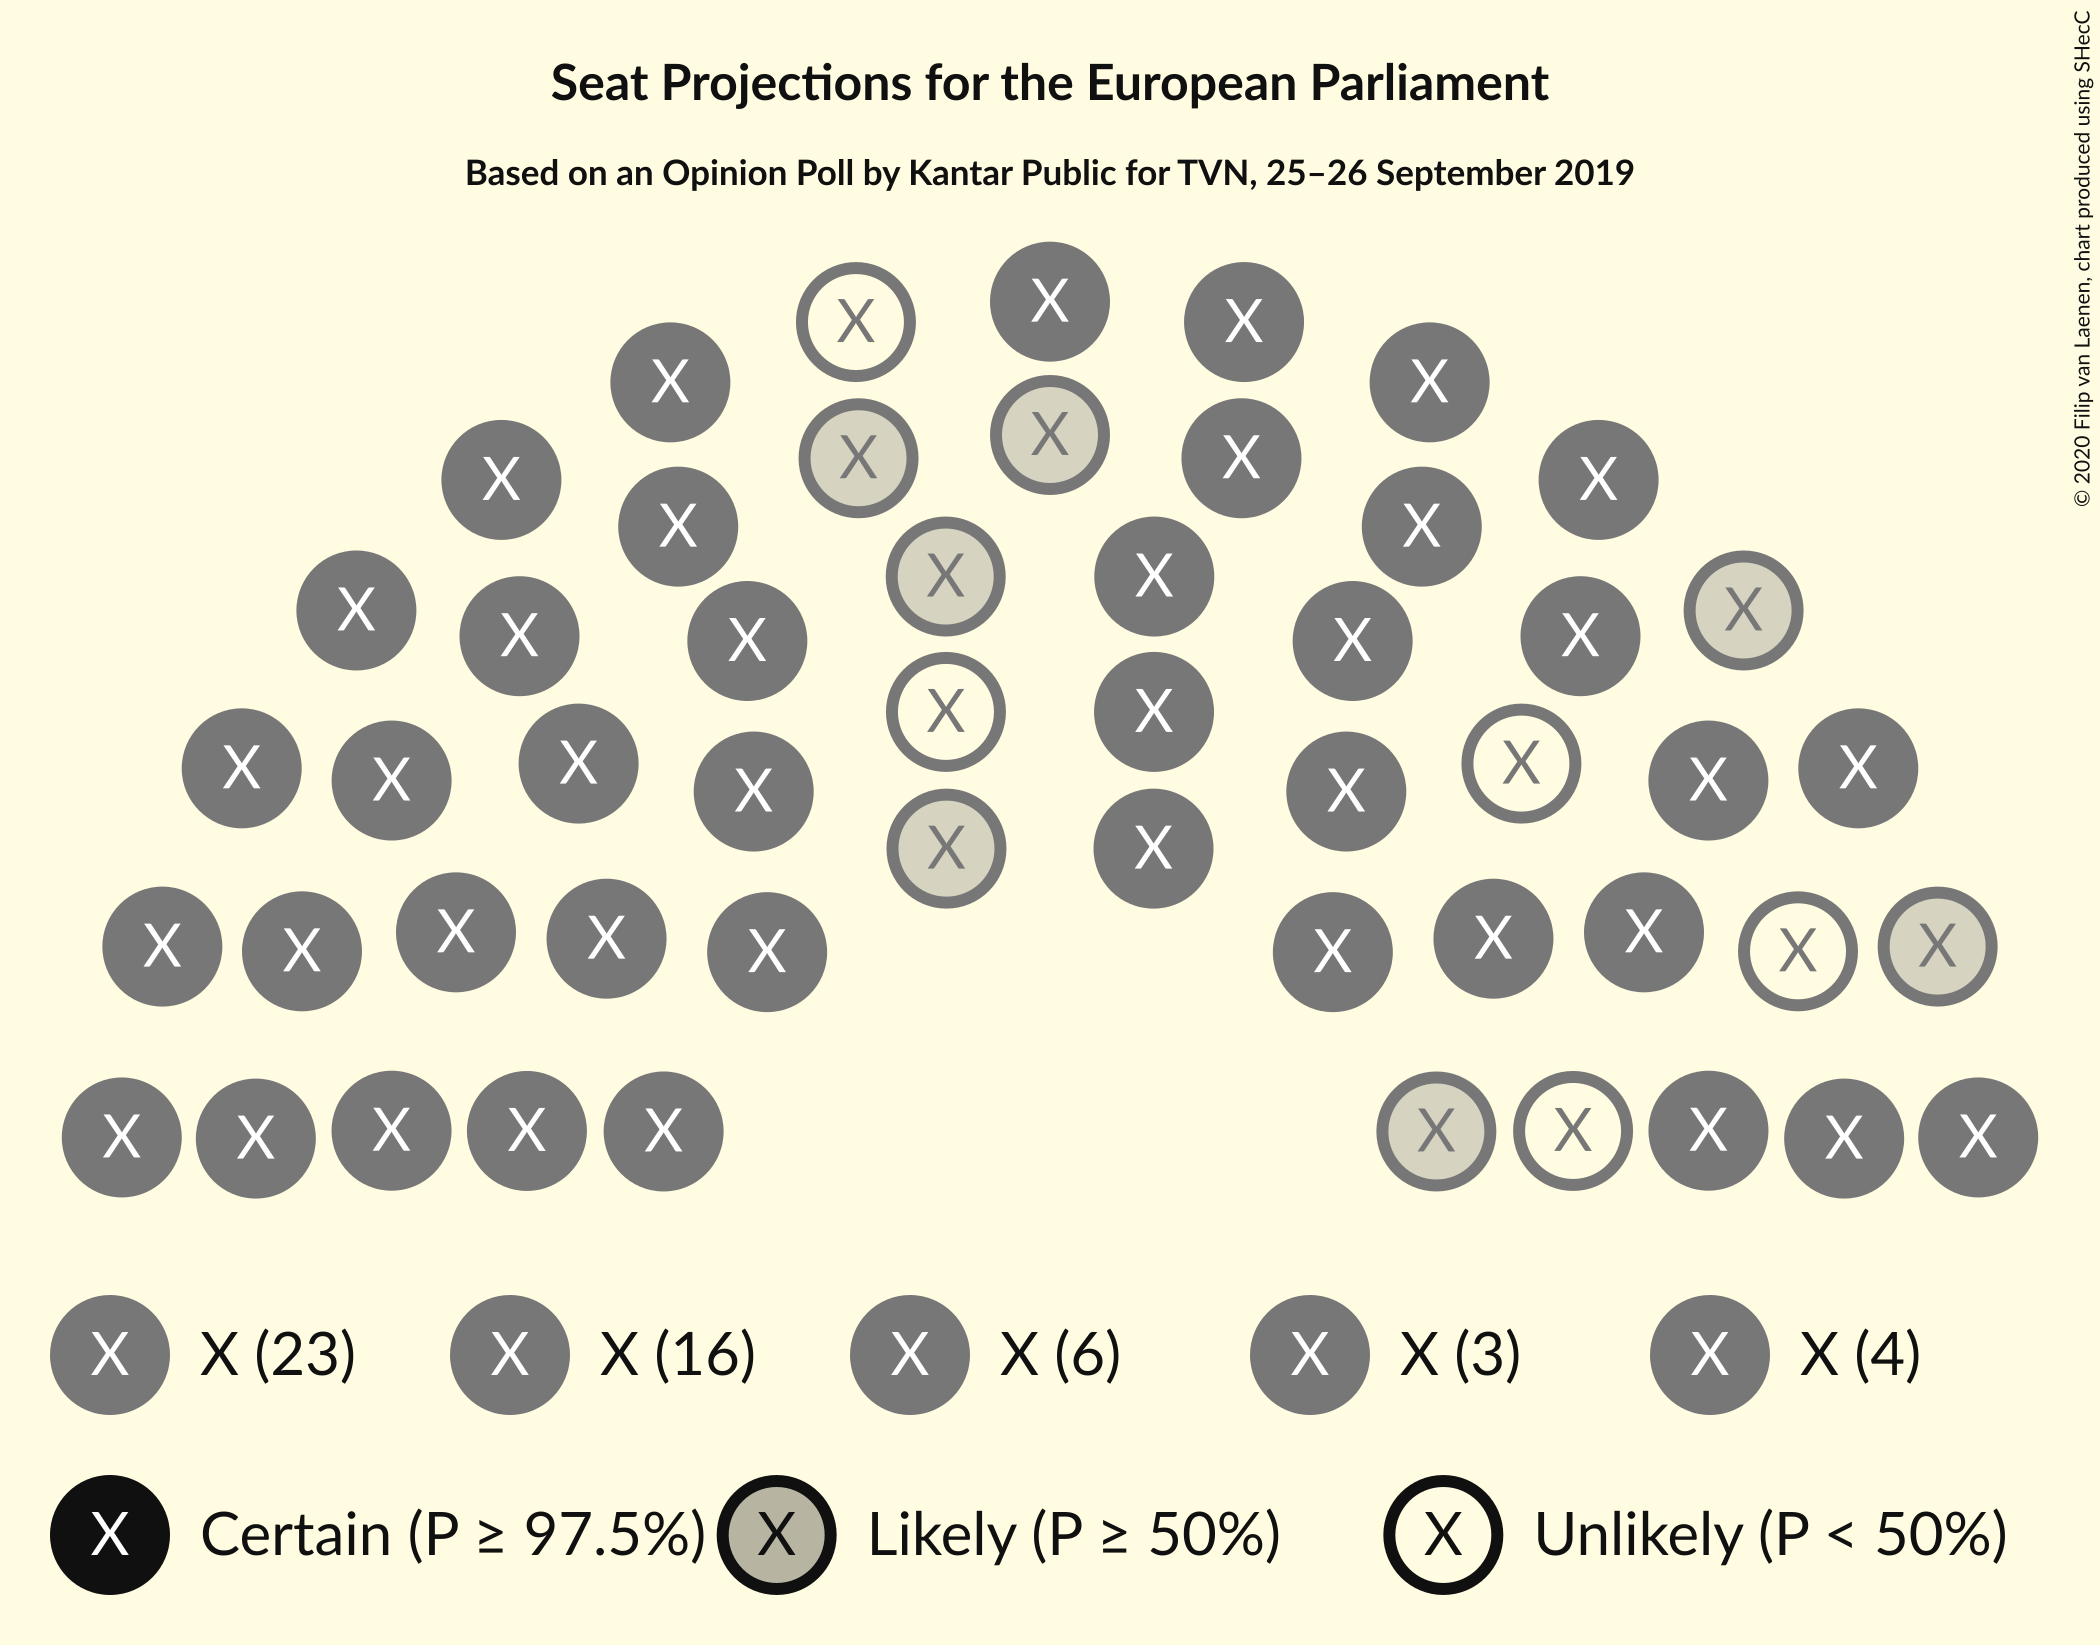 Seat Projections for the European Parliament
Based on an Opinion Poll by Kantar Public for TVN, 25–26 September 2019
© 2020 Filip van Laenen, chart produced using SHecC
X
X X
X X
X
X X
X X
X X
X X
X X
X X
X X
X X
X X
X X X X
X X
X X
X X X X
X X
X X X X
X X X X
X X X X X X
X X X X X X X X X X
X X (23) X X (16) X X (6) X X (3) X X (4)
X Certain (P ≥ 97.5%) X Likely (P ≥ 50%) X Unlikely (P < 50%)